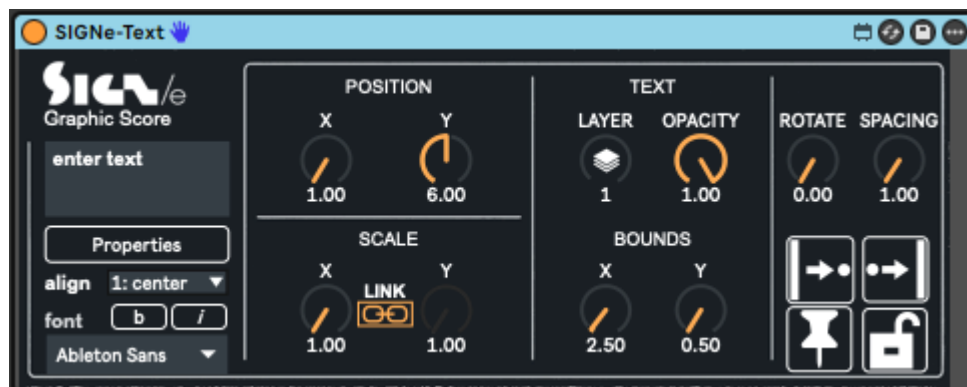 SIGNe-Text
SIGN/e
Graphic Score
enter text
Properties
align 1: center
font b i
Ableton Sans
POSITION
X Y
1.00 6.00
SCALE
X LINK Y
1.00 1.00
TEXT
LAYER OPACITY
1 1.00
BOUNDS
X Y
2.50 0.50
ROTATE SPACING
0.00 1.00